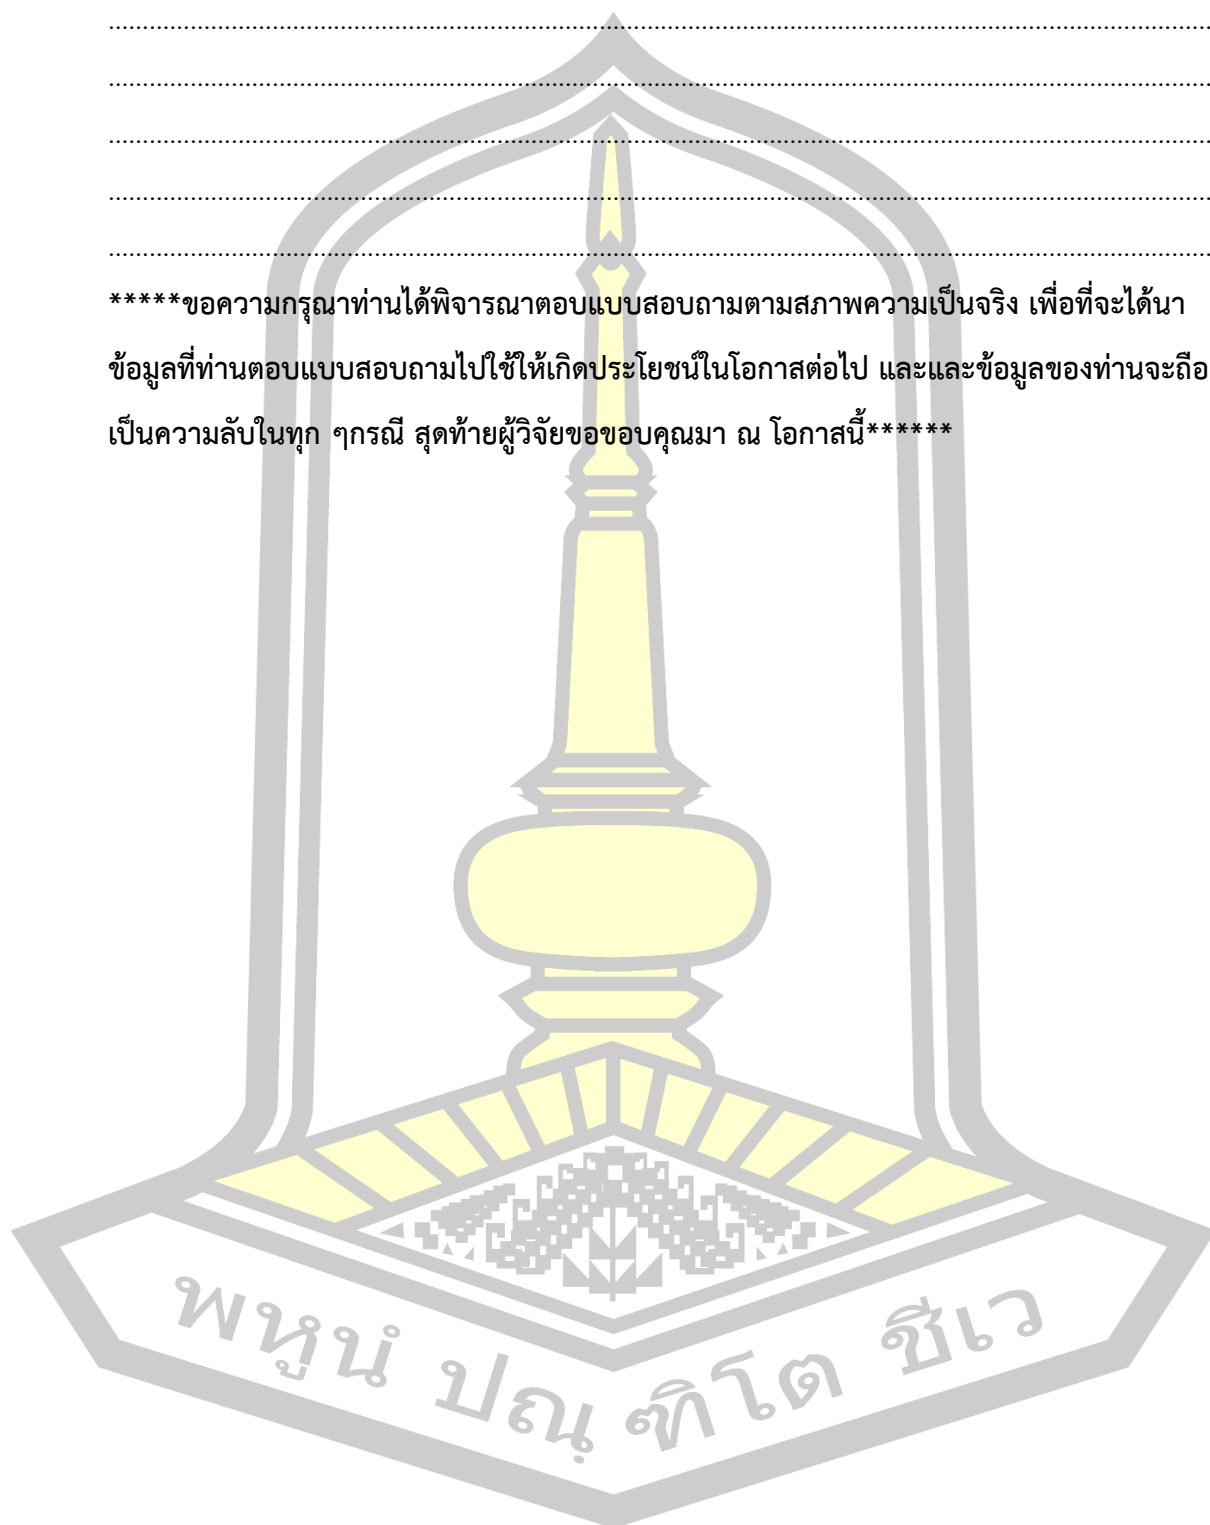 ........................................................................................................................................................................
........................................................................................................................................................................
........................................................................................................................................................................
........................................................................................................................................................................
........................................................................................................................................................................
*****ขอความกรุณาท่านได้พิจารณาตอบแบบสอบถามตามสภาพความเป็นจริง เพื่อที่จะได้นา
ข้อมูลที่ท่านตอบแบบสอบถามไปใช้ให้เกิดประโยชน์ในโอกาสต่อไป และและข้อมูลของท่านจะถือ
เป็นความลับในทุก ๆกรณี สุดท้ายผู้วิจัยขอขอบคุณมา ณ โอกาสนี้******
พหูนํ ปณฺ ฑิโต ชีเว